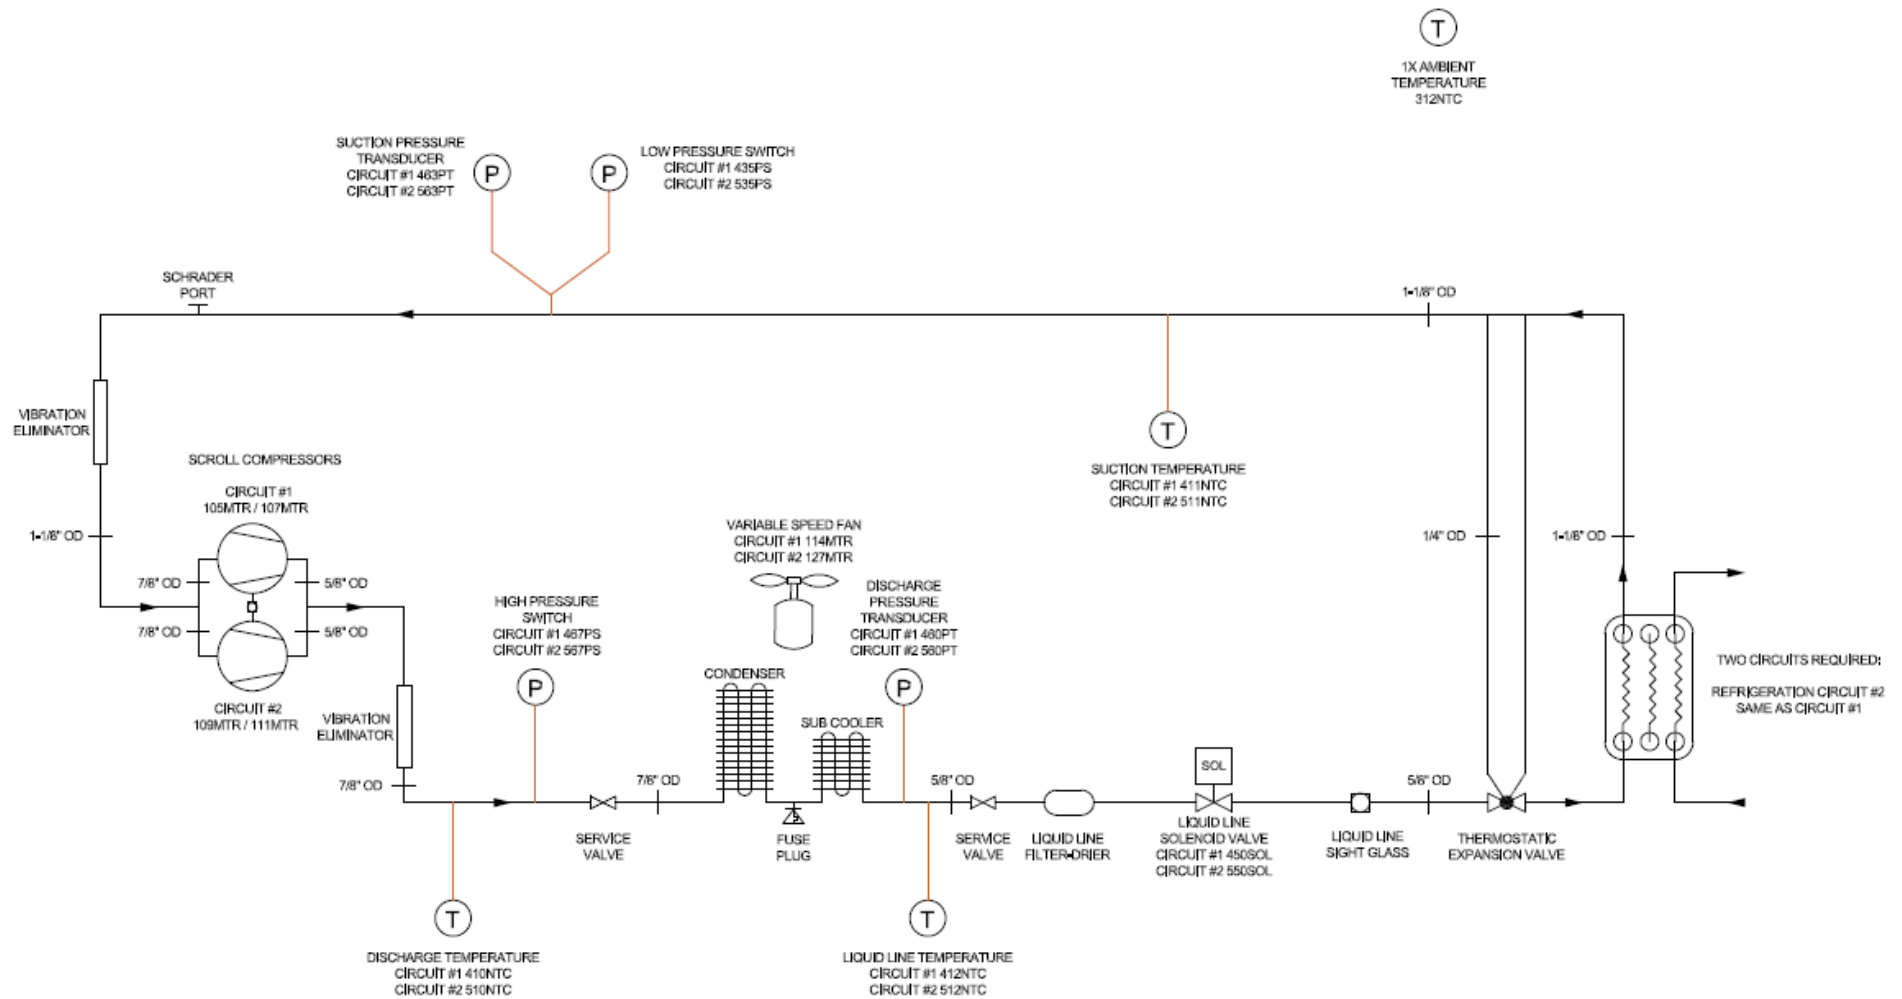 T
1X AMBIENT
TEMPERATURE
312NTC
SUCTION PRESSURE
TRANSDUCER
CIRCUIT #1 463PT
CIRCUIT #2 563PT
P
P
LOW PRESSURE SWITCH
CIRCUIT #1 435PS
CIRCUIT #2 535PS
SCHRADER
PORT
1-1/8" OD
VIBRATION
ELIMINATOR
SCROLL COMPRESSORS
CIRCUIT #1
105MTR / 107MTR
1-1/8" OD
7/8" OD
5/8" OD
7/8" OD
5/8" OD
CIRCUIT #2
109MTR / 111MTR
VIBRATION
ELIMINATOR
7/8" OD
HIGH PRESSURE
SWITCH
CIRCUIT #1 467PS
CIRCUIT #2 567PS
P
VARIABLE SPEED FAN
CIRCUIT #1 114MTR
CIRCUIT #2 127MTR
DISCHARGE
PRESSURE
TRANSDUCER
CIRCUIT #1 460PT
CIRCUIT #2 560PT
P
T
SUCTION TEMPERATURE
CIRCUIT #1 411NTC
CIRCUIT #2 511NTC
1/4" OD
1-1/8" OD
TWO CIRCUITS REQUIRED:
REFRIGERATION CIRCUIT #2
SAME AS CIRCUIT #1
CONDENSER
SUB COOLER
7/8" OD
5/8" OD
SOL
5/8" OD
SERVICE
VALVE
FUSE
PLUG
SERVICE
VALVE
LIQUID LINE
FILTER-DRIER
LIQUID LINE
SOLENOID VALVE
CIRCUIT #1 450SOL
CIRCUIT #2 550SOL
LIQUID LINE
SIGHT GLASS
THERMOSTATIC
EXPANSION VALVE
T
DISCHARGE TEMPERATURE
CIRCUIT #1 410NTC
CIRCUIT #2 510NTC
T
LIQUID LINE TEMPERATURE
CIRCUIT #1 412NTC
CIRCUIT #2 512NTC